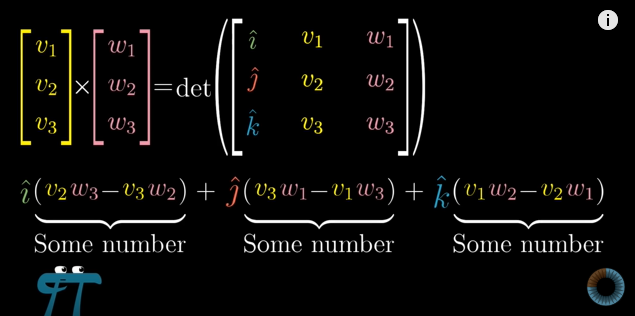 [v₁ v₂ v₃] × [w₁ w₂ w₃] = det([î v₁ w₁
ĵ v₂ w₂
k̂ v₃ w₃])
î(v₂w₃−v₃w₂) + ĵ(v₃w₁−v₁w₃) + k̂(v₁w₂−v₂w₁)
Some number Some number Some number